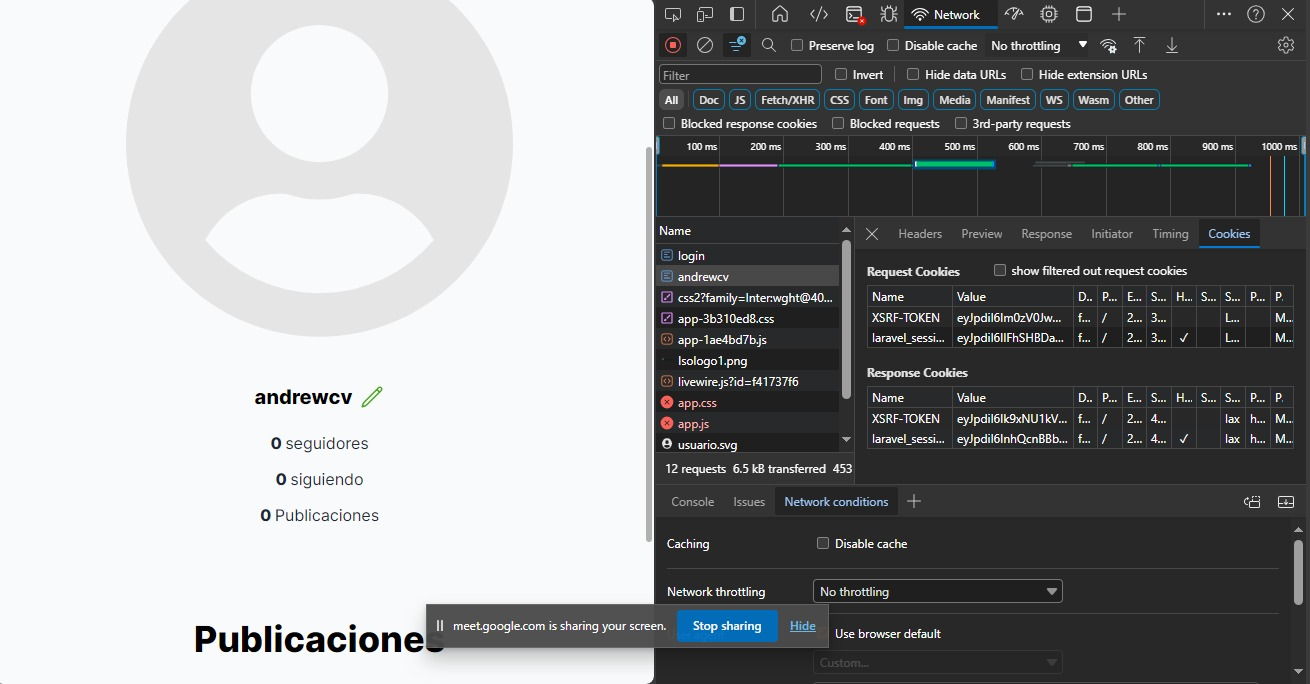 andrewcv
0 seguidores
0 siguiendo
0 Publicaciones
Publicaciones
Network
Preserve log
Disable cache
No throttling
Filter
Invert
Hide data URLs
Hide extension URLs
All
Doc
JS
Fetch/XHR
CSS
Font
Img
Media
Manifest
WS
Wasm
Other
Blocked response cookies
Blocked requests
3rd-party requests
100 ms
200 ms
300 ms
400 ms
500 ms
600 ms
700 ms
800 ms
900 ms
1000 ms
Name
login
andrewcv
css2?family=Inter:wght@40...
app-3b310ed8.css
app-1ae4bd7b.js
lsologo1.png
livewire.js?id=f41737f6
app.css
app.js
usuario.svg
12 requests 6.5 kB transferred 453
Headers
Preview
Response
Initiator
Timing
Cookies
Request Cookies
show filtered out request cookies
Name Value D.. P... E... S... H... S... S... P... P.
XSRF-TOKEN eyJpdiI6Im0zV0Jw... f... / 2... 3... L... M...
laravel_sessi... eyJpdiI6IlFhSHBDa... f... / 2... 3... ✓ L... M...
Response Cookies
Name Value D.. P... E... S... H... S... S... P... P.
XSRF-TOKEN eyJpdiI6Ik9xNU1kV... f... / 2... 4... lax h... M...
laravel_sessi... eyJpdiI6InhQcnBBb... f... / 2... 4... ✓ lax h... M...
Console
Issues
Network conditions
Caching
Disable cache
Network throttling
No throttling
Use browser default
Custom...
meet.google.com is sharing your screen.
Stop sharing
Hide